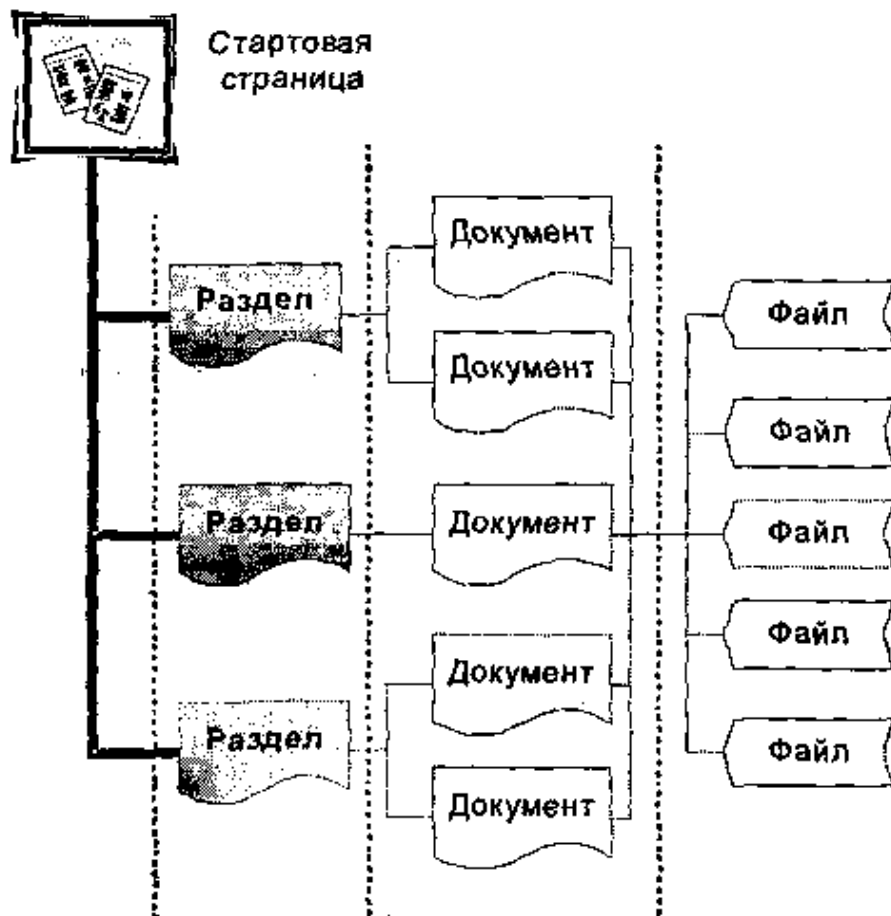 Стартовая
страница
Раздел
Раздел
Раздел
Документ
Документ
Документ
Документ
Документ
Файл
Файл
Файл
Файл
Файл